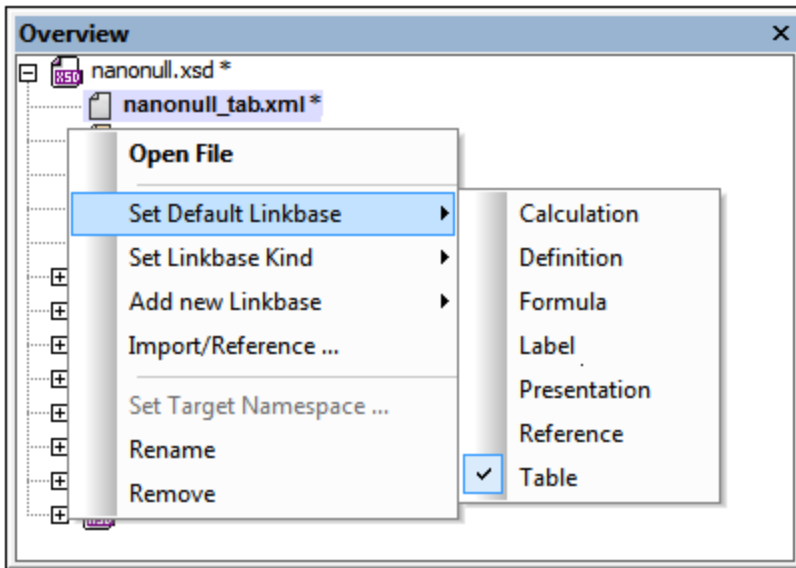 Overview
nanonull.xsd *
nanonull_tab.xml *
Open File
Set Default Linkbase
Set Linkbase Kind
Add new Linkbase
Import/Reference ...
Set Target Namespace ...
Rename
Remove
Calculation
Definition
Formula
Label
Presentation
Reference
Table